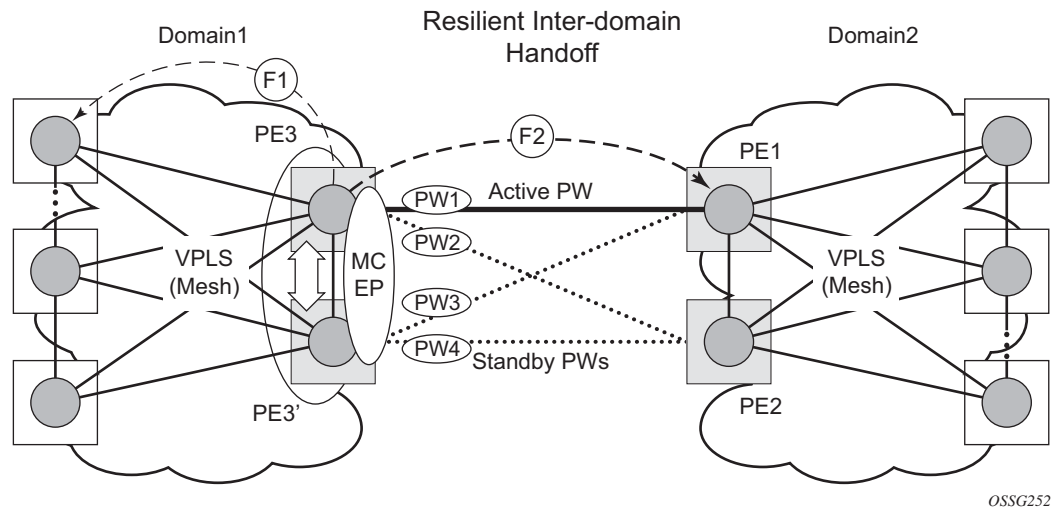 Resilient Inter-domain
Handoff
Domain1
Domain2
F1
PE3
F2
PE1
PW1
Active PW
PW2
VPLS
(Mesh)
MC
EP
VPLS
(Mesh)
PW3
PW4
Standby PWs
PE3’
PE2
OSSG252